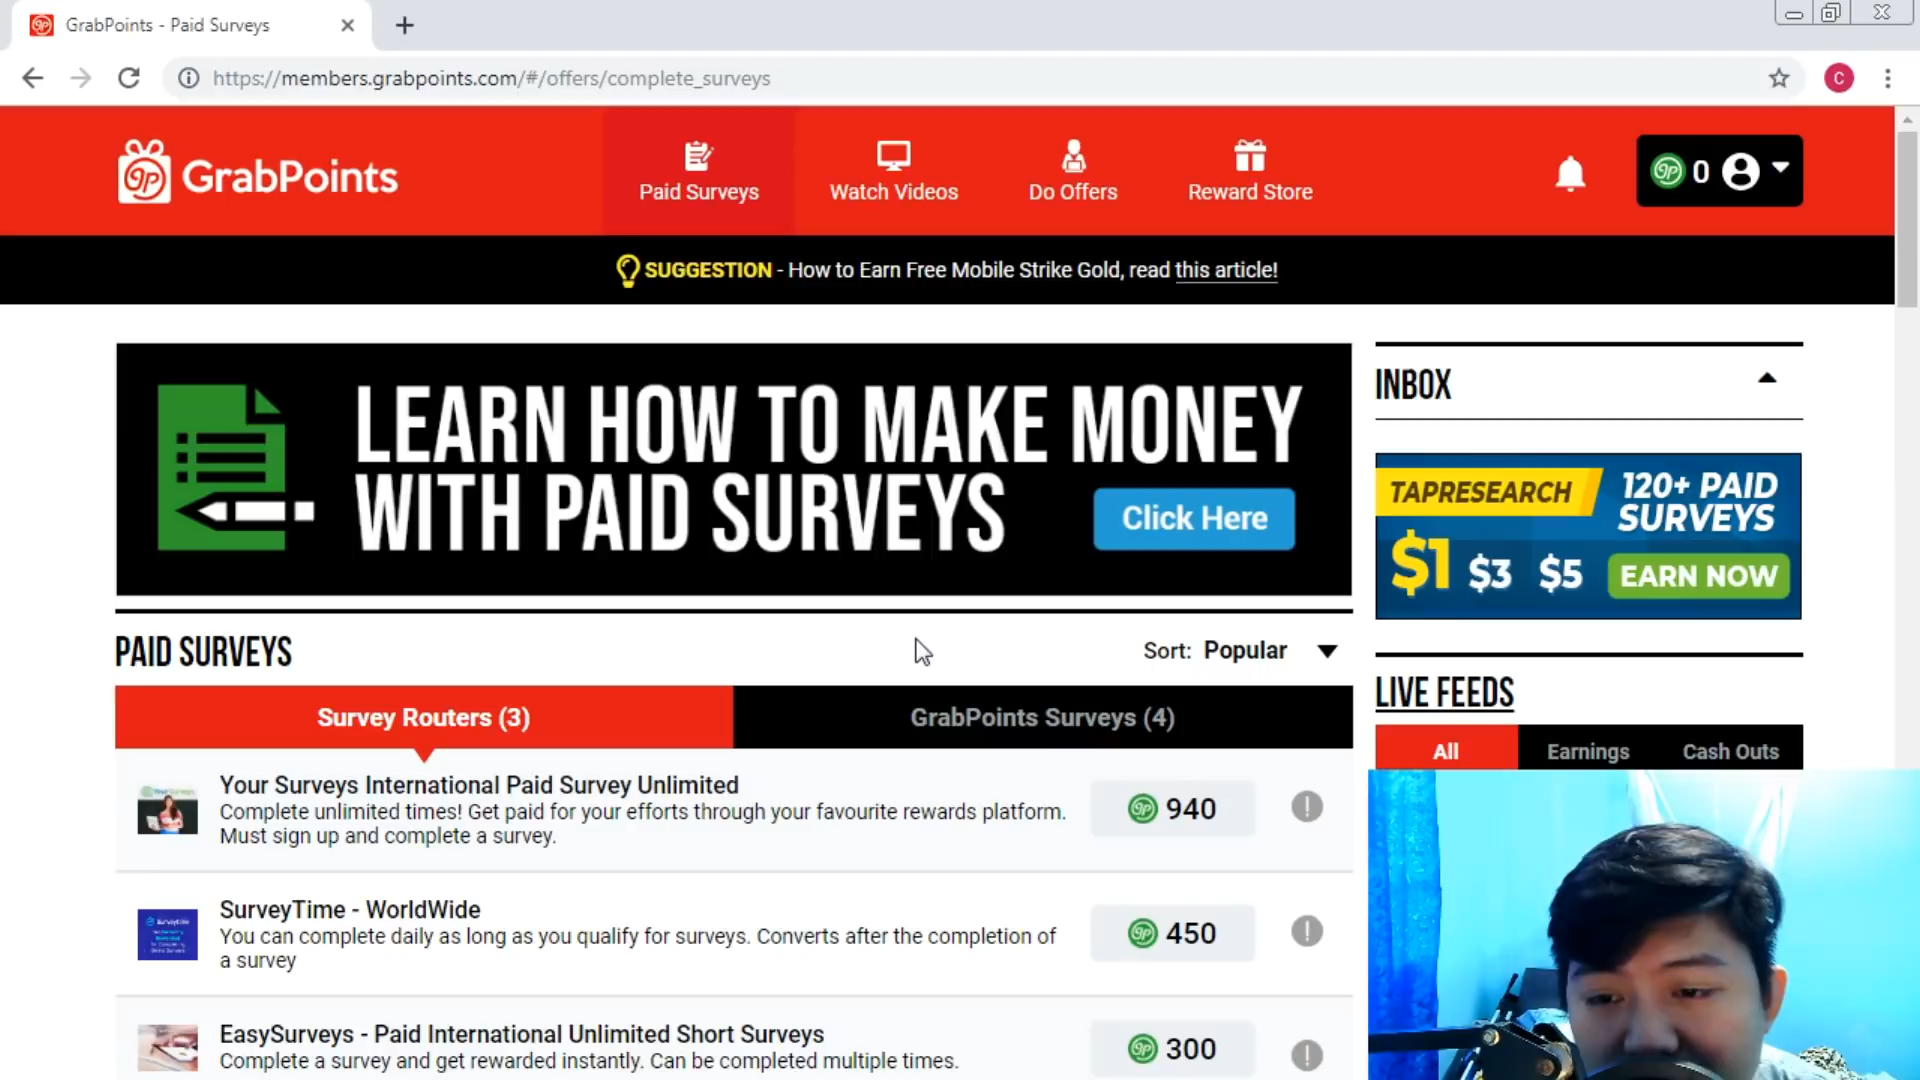 GrabPoints - Paid Surveys
https://members.grabpoints.com/#/offers/complete_surveys
C
gp GrabPoints
Paid Surveys
Watch Videos
Do Offers
Reward Store
gp 0
SUGGESTION - How to Earn Free Mobile Strike Gold, read this article!
LEARN HOW TO MAKE MONEY
WITH PAID SURVEYS
Click Here
INBOX
TAPRESEARCH
120+ PAID
SURVEYS
$1 $3 $5
EARN NOW
PAID SURVEYS
Sort: Popular
Survey Routers (3)
GrabPoints Surveys (4)
LIVE FEEDS
All
Earnings
Cash Outs
Your Surveys International Paid Survey Unlimited
Complete unlimited times! Get paid for your efforts through your favourite rewards platform.
Must sign up and complete a survey.
gp 940
SurveyTime - WorldWide
You can complete daily as long as you qualify for surveys. Converts after the completion of
a survey
gp 450
EasySurveys - Paid International Unlimited Short Surveys
Complete a survey and get rewarded instantly. Can be completed multiple times.
gp 300